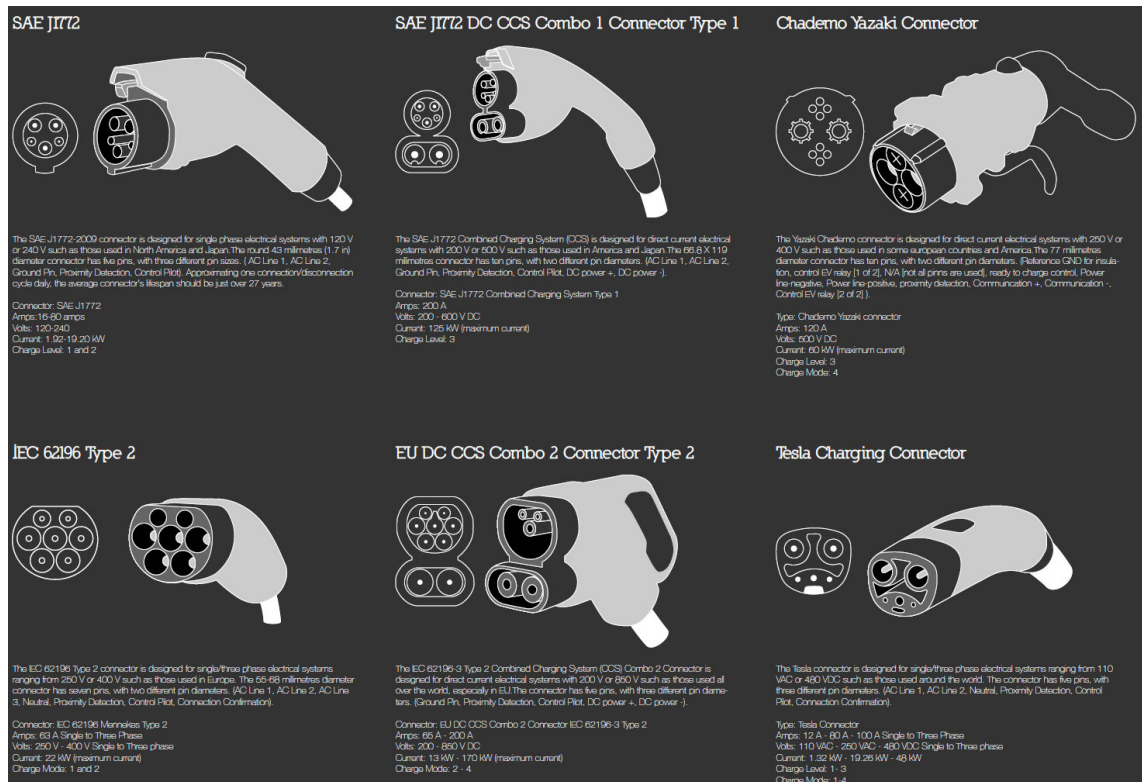 SAE J1772
The SAE J1772-2009 connector is designed for single phase electrical systems with 120 V
or 240 V such as those used in North America and Japan.The round 43 milimetres (1.7 in)
diameter connector has five pins, with three different pin sizes. ( AC Line 1, AC Line 2,
Ground Pin, Proximity Detection, Control Pilot). Approximating one connection/disconnection
cycle daily, the average connector's lifespan should be just over 27 years.
Connector: SAE J1772
Amps:16-80 amps
Volts: 120-240
Current: 1.92-19.20 kW
Charge Level: 1 and 2
SAE J1772 DC CCS Combo 1 Connector Type 1
The SAE J1772 Combined Charging System (CCS) is designed for direct current electrical
systems with 200 V or 600 V such as those used in America and Japan.The 66,8 X 119
milimetres connector has ten pins, with two different pin diameters. (AC Line 1, AC Line 2,
Ground Pin, Proximity Detection, Control Pilot, DC power +, DC power -).
Connector: SAE J1772 Combined Charging System Type 1
Amps: 200 A
Volts: 200 - 600 V DC
Current: 125 kW (maximum current)
Charge Level: 3
Chademo Yazaki Connector
The Yazaki Chademo connector is designed for direct current electrical systems with 250 V or
400 V such as those used in some european countries and America.The 77 milimetres
diameter connector has ten pins, with two different pin diameters. (Reference GND for insula-
tion, control EV relay [1 of 2], N/A [not all pinns are used], ready to charge control, Power
line-negative, Power line-positive, proximity detection, Communication +, Communication -,
Control EV relay [2 of 2] ).
Type: Chademo Yazaki connector
Amps: 120 A
Volts: 500 V DC
Current: 60 kW (maximum current)
Charge Level: 3
Charge Mode: 4
IEC 62196 Type 2
The IEC 62196 Type 2 connector is designed for single/three phase electrical systems
ranging from 250 V or 400 V such as those used in Europe. The 55-68 milimetres diameter
connector has seven pins, with two different pin diameters. (AC Line 1, AC Line 2, AC Line
3, Neutral, Proximity Detection, Control Pilot, Connection Confirmation).
Connector: IEC 62196 Mennekes Type 2
Amps: 63 A Single to Three Phase
Volts: 250 V - 400 V Single to Three phase
Current: 22 kW (maximum current)
Charge Mode: 1 and 2
EU DC CCS Combo 2 Connector Type 2
The IEC 62196-3 Type 2 Combined Charging System (CCS) Combo 2 Connector is
designed for direct current electrical systems with 200 V or 850 V such as those used all
over the world, especially in EU.The connector has five pins, with three different pin diame-
ters. (Ground Pin, Proximity Detection, Control Pilot, DC power +, DC power -).
Connector: EU DC CCS Combo 2 Connector IEC 62196-3 Type 2
Amps: 65 A - 200 A
Volts: 200 - 850 V DC
Current: 13 kW - 170 kW (maximum current)
Charge Mode: 2 - 4
Tesla Charging Connector
The Tesla connector is designed for single/three phase electrical systems ranging from 110
VAC or 480 VDC such as those used around the world. The connector has five pins, with
three different pin diameters. (AC Line 1, AC Line 2, Neutral, Proximity Detection, Control
Pilot, Connection Confirmation).
Type: Tesla Connector
Amps: 12 A - 80 A - 100 A Single to Three Phase
Volts: 110 VAC - 250 VAC - 480 VDC Single to Three phase
Current: 1.32 kW - 19.26 kW - 48 kW
Charge Level: 1- 3
Charge Mode: 1-4